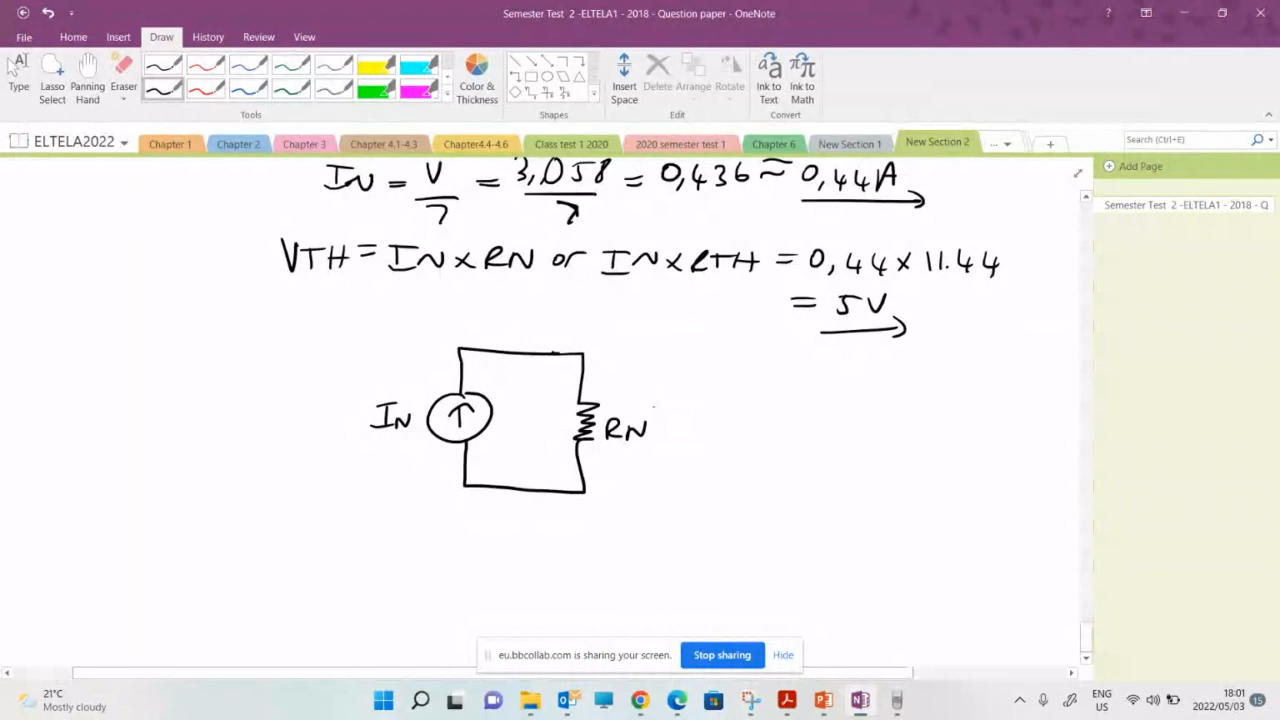 Semester Test 2 -ELTELA1 - 2018 - Question paper - OneNote
File Home Insert Draw History Review View
Type Lasso Select Panning Hand Eraser Color & Thickness Insert Space Delete Arrange Rotate Ink to Text Ink to Math
Tools Shapes Edit Convert
ELTELA2022 Chapter 1 Chapter 2 Chapter 3 Chapter 4.1-4.3 Chapter4.4-4.6 Class test 1 2020 2020 semester test 1 Chapter 6 New Section 1 New Section 2 ... + Search (Ctrl+E)
Add Page
Semester Test 2 -ELTELA1 - 2018 - Q
IN = V/7 = 3,058/7 = 0,436 ≈ 0,44A
VTH = IN x RN or IN x RTH = 0,44 x 11.44
= 5V
IN RN
eu.bbcollab.com is sharing your screen. Stop sharing Hide
21°C
Mostly cloudy
ENG
US
18:01
2022/05/03
15